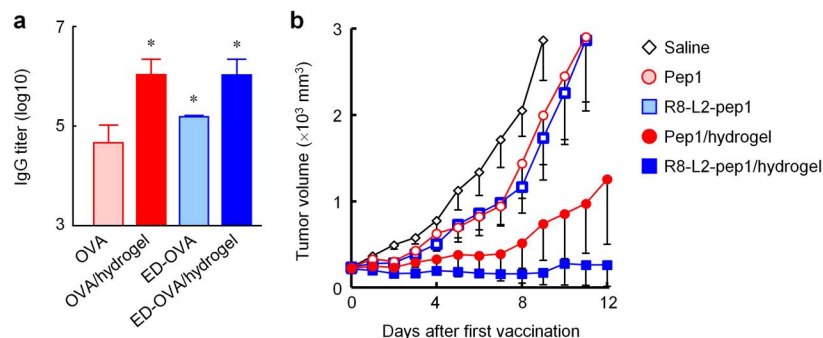 a
IgG titer (log10)
7
5
3
*
*
*
OVA
OVA/hydrogel
ED-OVA
ED-OVA/hydrogel
b
Tumor volume (×10³ mm³)
3
2
1
0
0
4
8
12
Days after first vaccination
Saline
Pep1
R8-L2-pep1
Pep1/hydrogel
R8-L2-pep1/hydrogel